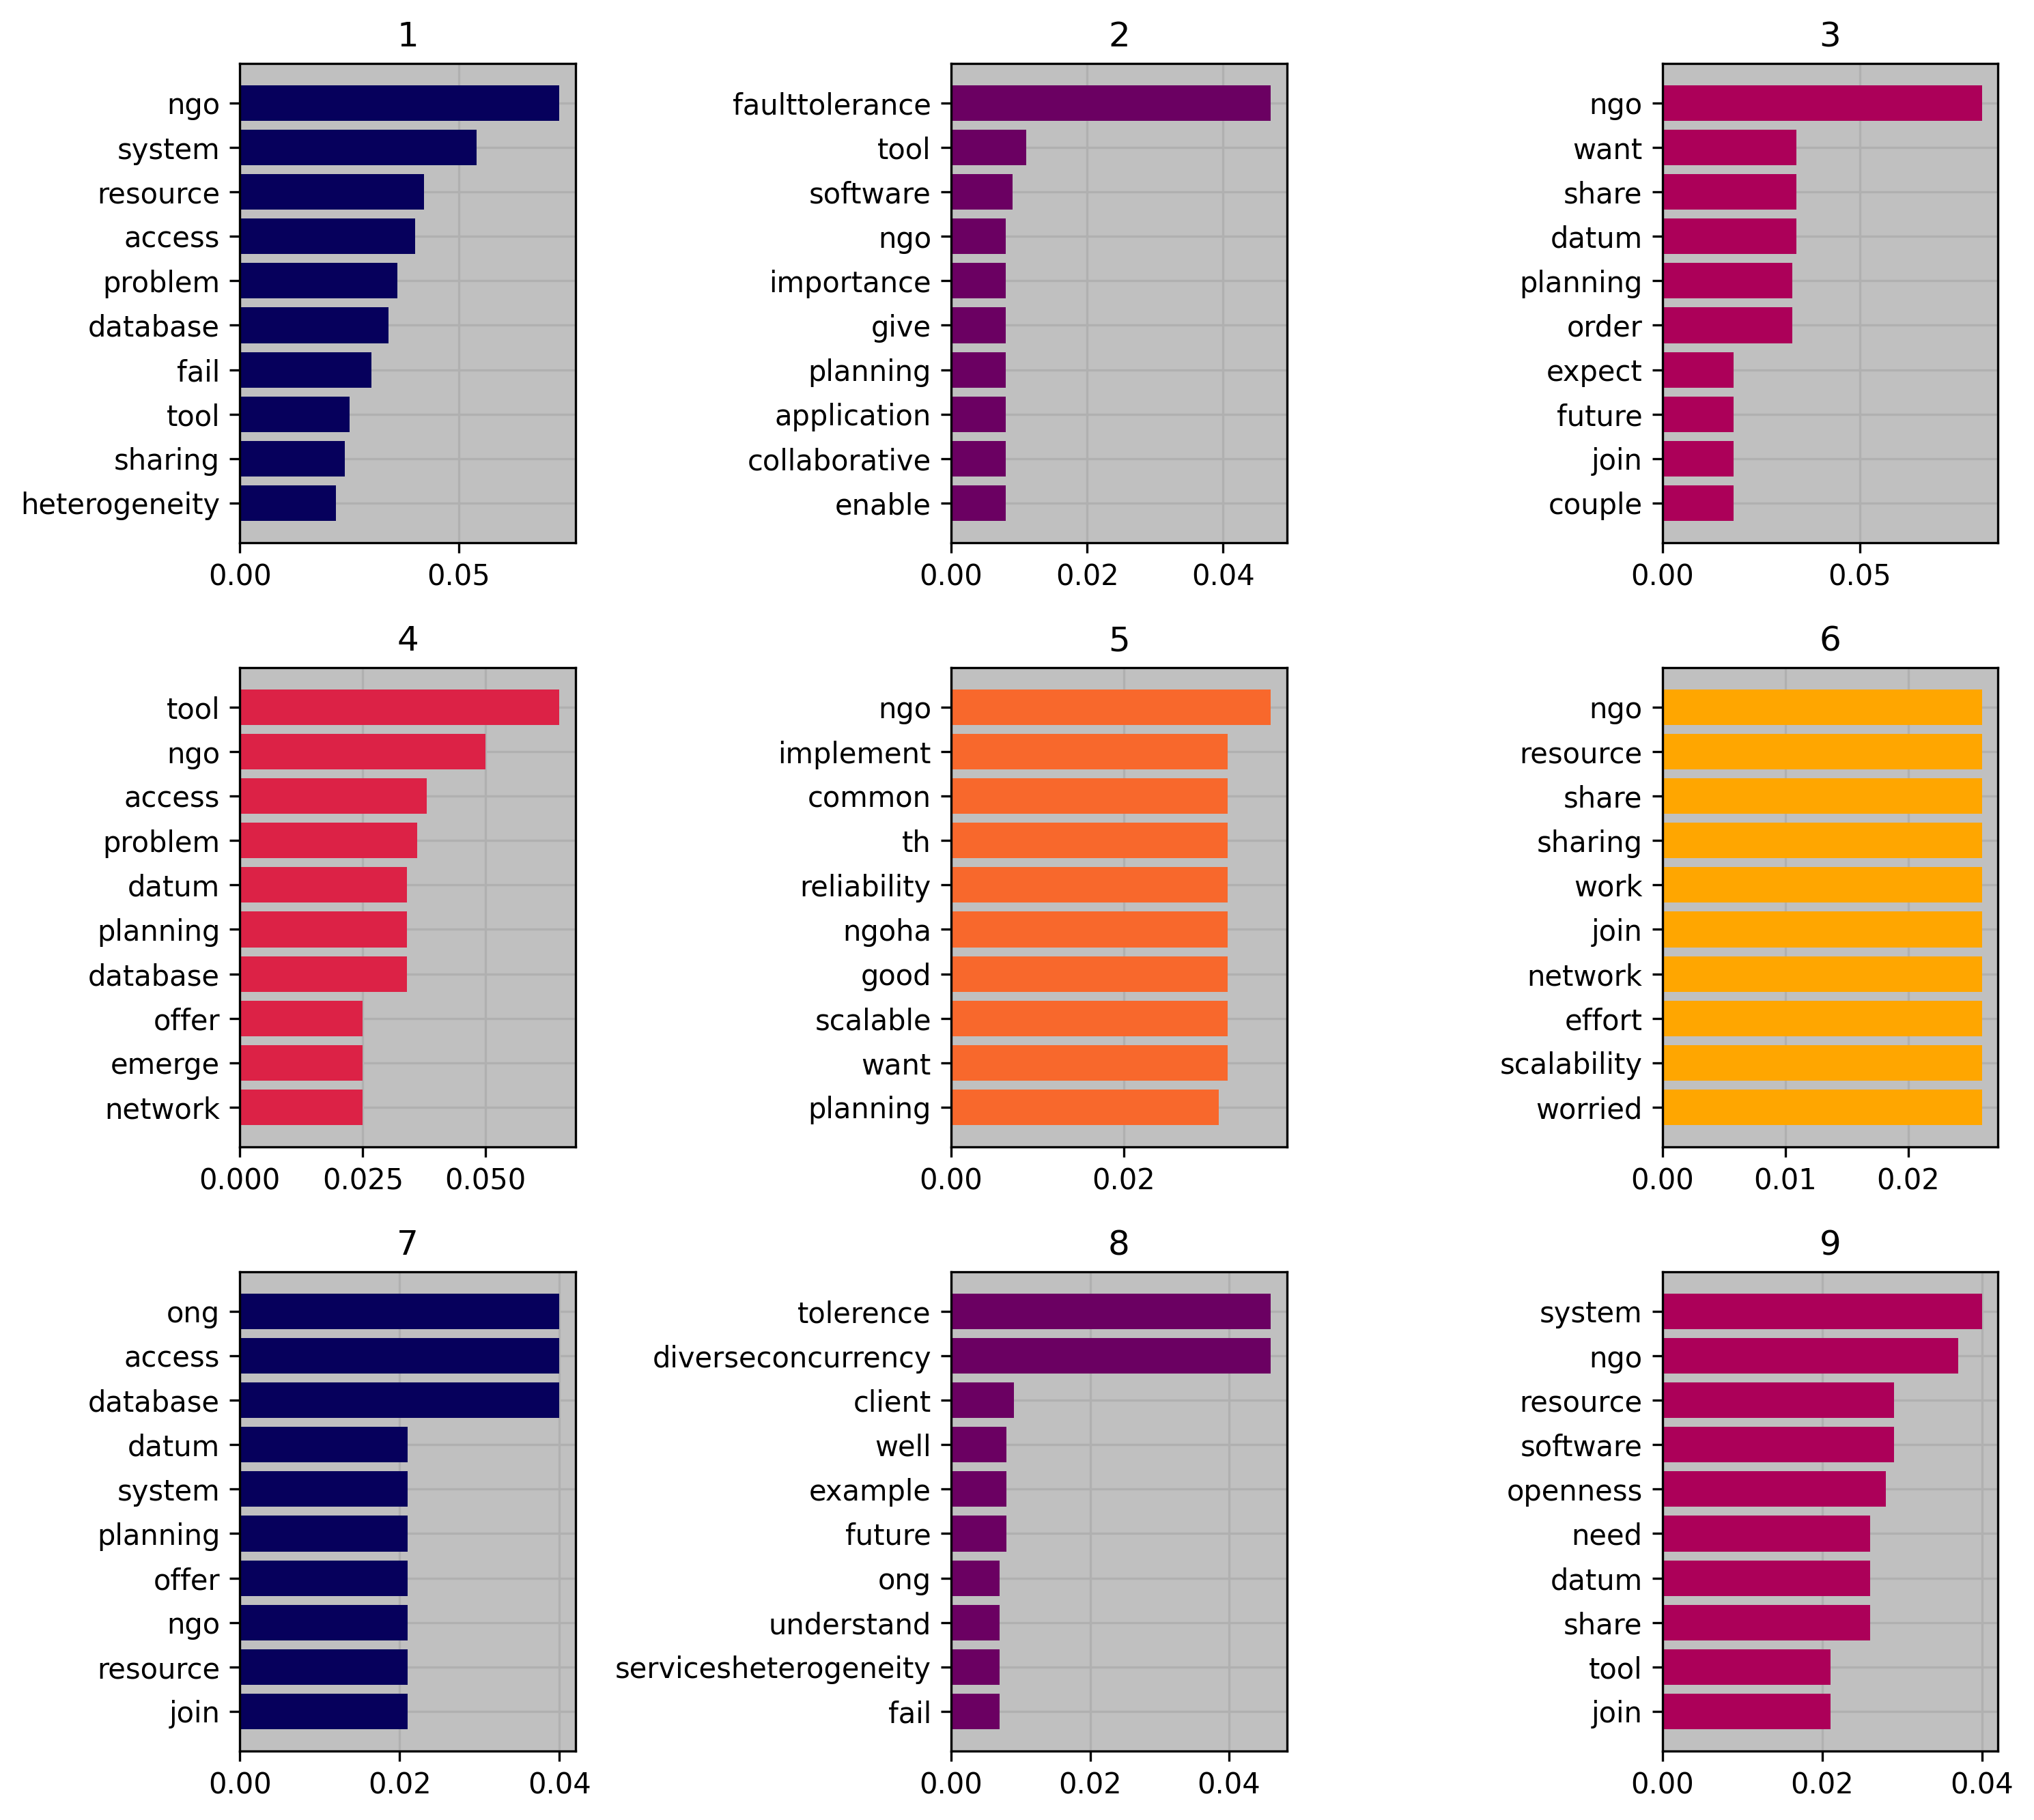 1
ngo
system
resource
access
problem
database
fail
tool
sharing
heterogeneity
0.00 0.05
2
faulttolerance
tool
software
ngo
importance
give
planning
application
collaborative
enable
0.00 0.02 0.04
3
ngo
want
share
datum
planning
order
expect
future
join
couple
0.00 0.05
4
tool
ngo
access
problem
datum
planning
database
offer
emerge
network
0.000 0.025 0.050
5
ngo
implement
common
th
reliability
ngoha
good
scalable
want
planning
0.00 0.02
6
ngo
resource
share
sharing
work
join
network
effort
scalability
worried
0.00 0.01 0.02
7
ong
access
database
datum
system
planning
offer
ngo
resource
join
0.00 0.02 0.04
8
tolerence
diverseconcurrency
client
well
example
future
ong
understand
servicesheterogeneity
fail
0.00 0.02 0.04
9
system
ngo
resource
software
openness
need
datum
share
tool
join
0.00 0.02 0.04